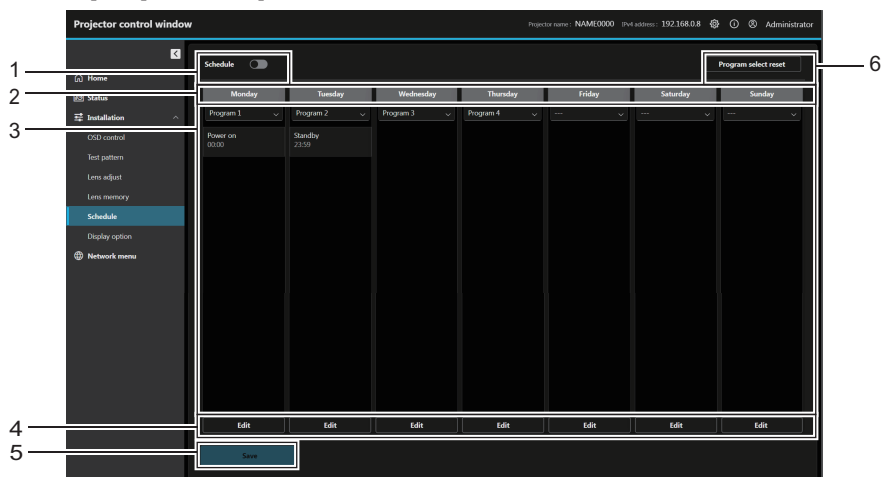 Projector control window
Projector name : NAME0000 IPv4 address : 192.168.0.8 Administrator
1
Schedule
Program select reset
6
Home
2
Status
Monday Tuesday Wednesday Thursday Friday Saturday Sunday
3
Installation
Program 1 Program 2 Program 3 Program 4 --- --- ---
OSD control
Power on
00:00
Standby
23:59
Test pattern
Lens adjust
Lens memory
Schedule
Display option
Network menu
4
Edit Edit Edit Edit Edit Edit Edit
5
Save